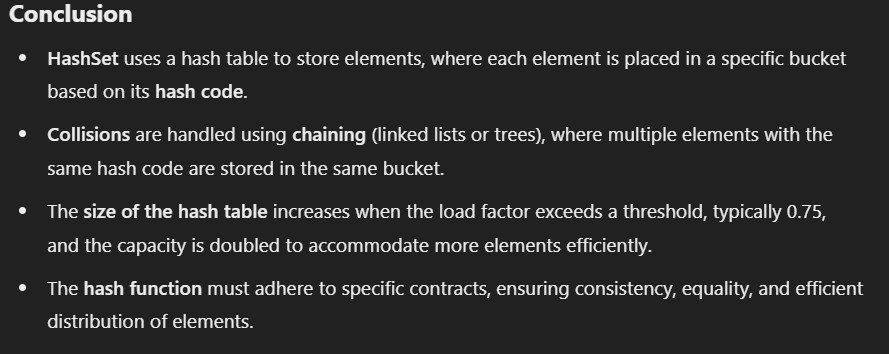 Conclusion
• HashSet uses a hash table to store elements, where each element is placed in a specific bucket
based on its hash code.
• Collisions are handled using chaining (linked lists or trees), where multiple elements with the
same hash code are stored in the same bucket.
• The size of the hash table increases when the load factor exceeds a threshold, typically 0.75,
and the capacity is doubled to accommodate more elements efficiently.
• The hash function must adhere to specific contracts, ensuring consistency, equality, and efficient
distribution of elements.